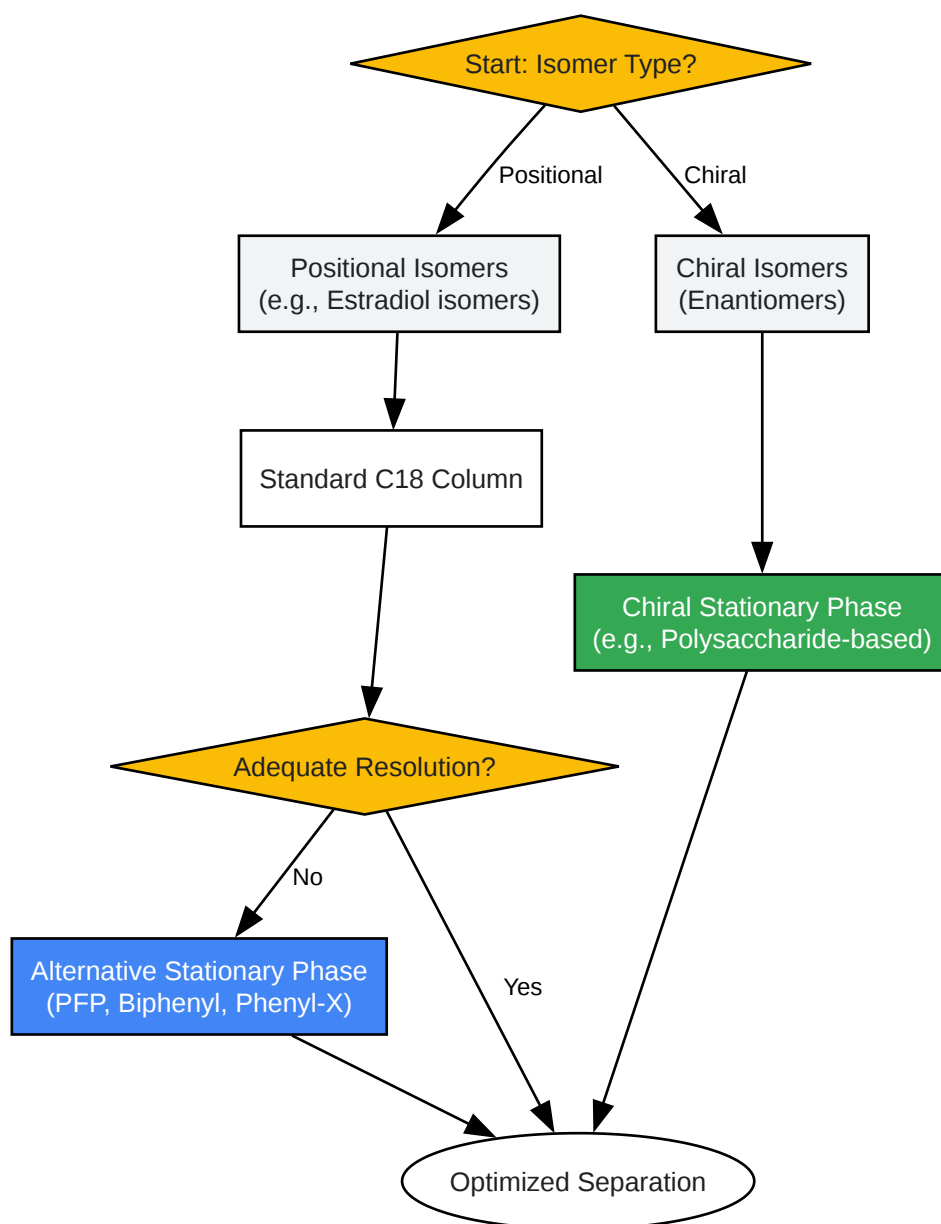 Start: Isomer Type?
Positional
Chiral
Positional Isomers
(e.g., Estradiol isomers)
Chiral Isomers
(Enantiomers)
Standard C18 Column
Chiral Stationary Phase
(e.g., Polysaccharide-based)
Adequate Resolution?
No
Alternative Stationary Phase
(PFP, Biphenyl, Phenyl-X)
Yes
Optimized Separation